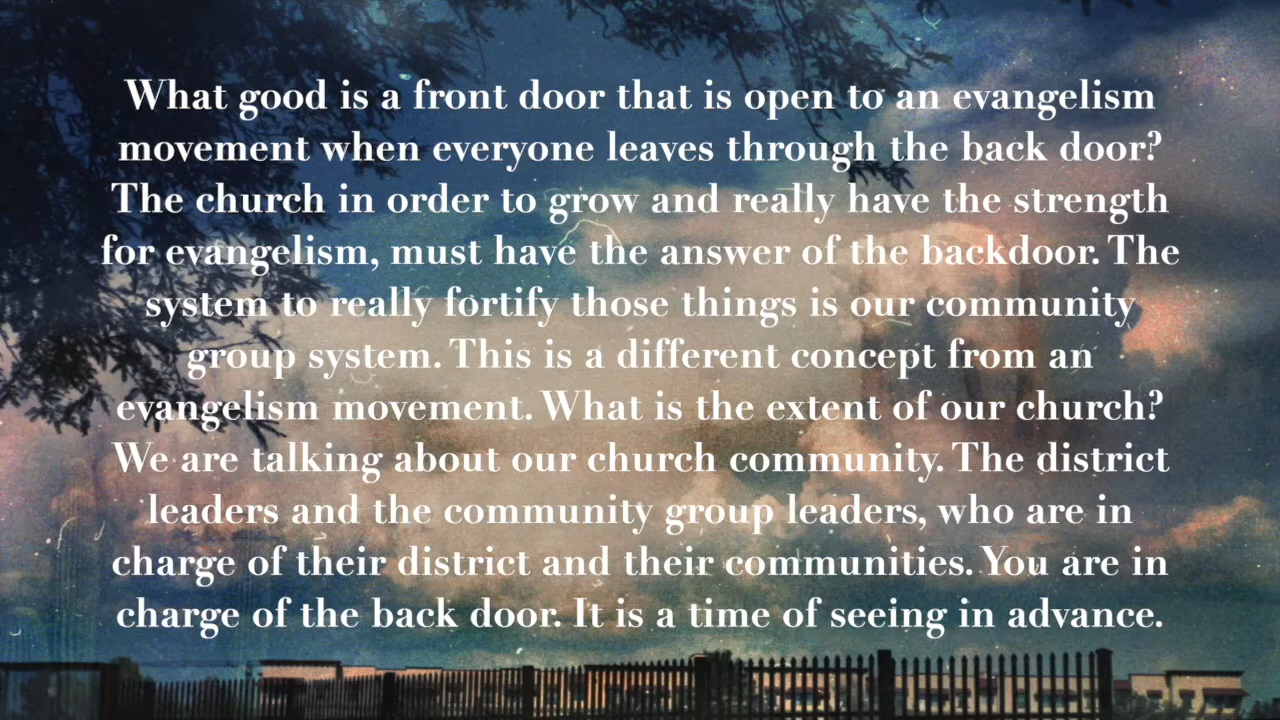 What good is a front door that is open to an evangelism
movement when everyone leaves through the back door?
The church in order to grow and really have the strength
for evangelism, must have the answer of the backdoor. The
system to really fortify those things is our community
group system. This is a different concept from an
evangelism movement. What is the extent of our church?
We are talking about our church community. The district
leaders and the community group leaders, who are in
charge of their district and their communities. You are in
charge of the back door. It is a time of seeing in advance.